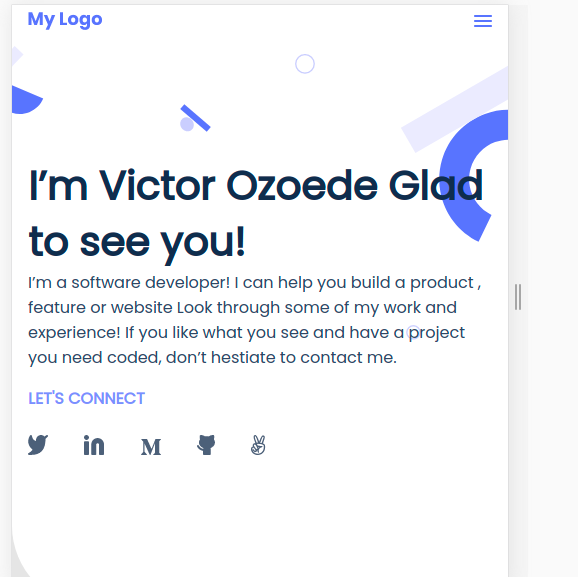 My Logo
I’m Victor Ozoede Glad
to see you!
I’m a software developer! I can help you build a product ,
feature or website Look through some of my work and
experience! If you like what you see and have a project
you need coded, don’t hestiate to contact me.
LET'S CONNECT